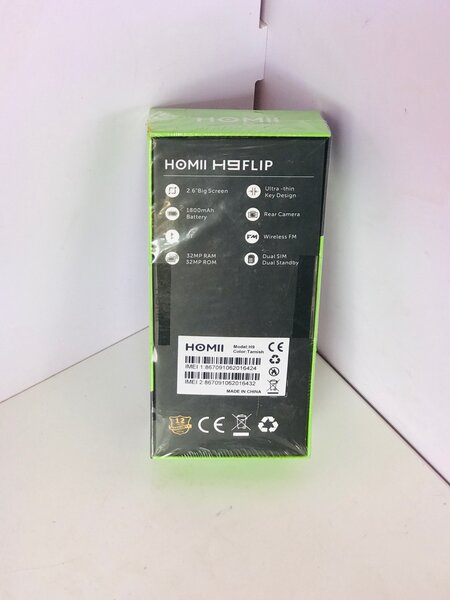 HOMII
HOMII H9FLIP
2.6"Big Screen
Ultra -thin
Key Design
1800mAh
Battery
Rear Camera
Wireless FM
FM
32MP RAM
32MP ROM
Dual SIM
Dual Standby
HOMII
Model:H9
Color:Tarnish
CE
IMEI 1 867091062016424
IMEI 2 867091062016432
MADE IN CHINA
12
CE